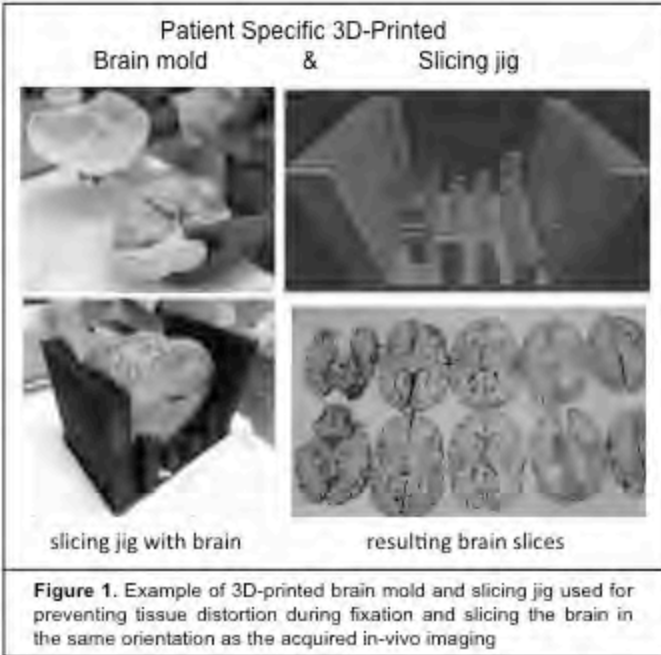 Patient Specific 3D-Printed
Brain mold & Slicing jig
slicing jig with brain resulting brain slices
Figure 1. Example of 3D-printed brain mold and slicing jig used for
preventing tissue distortion during fixation and slicing the brain in
the same orientation as the acquired in-vivo imaging